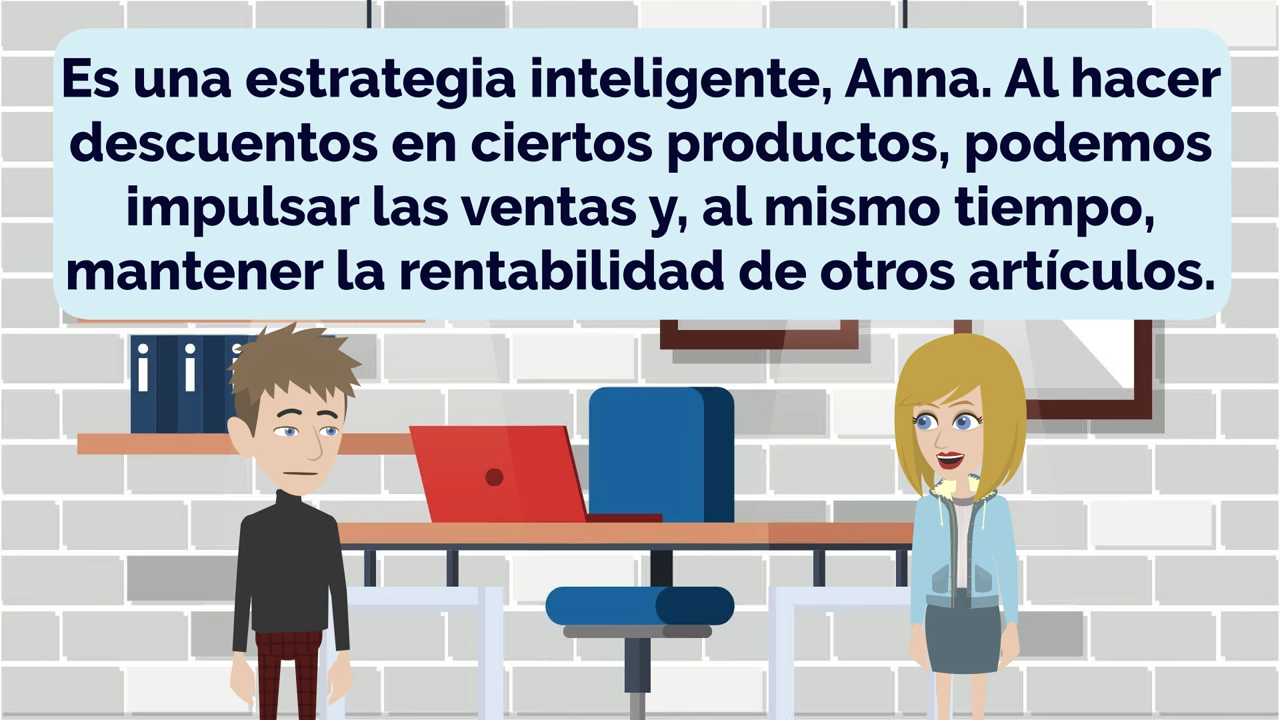 Es una estrategia inteligente, Anna. Al hacer
descuentos en ciertos productos, podemos
impulsar las ventas y, al mismo tiempo,
mantener la rentabilidad de otros artículos.